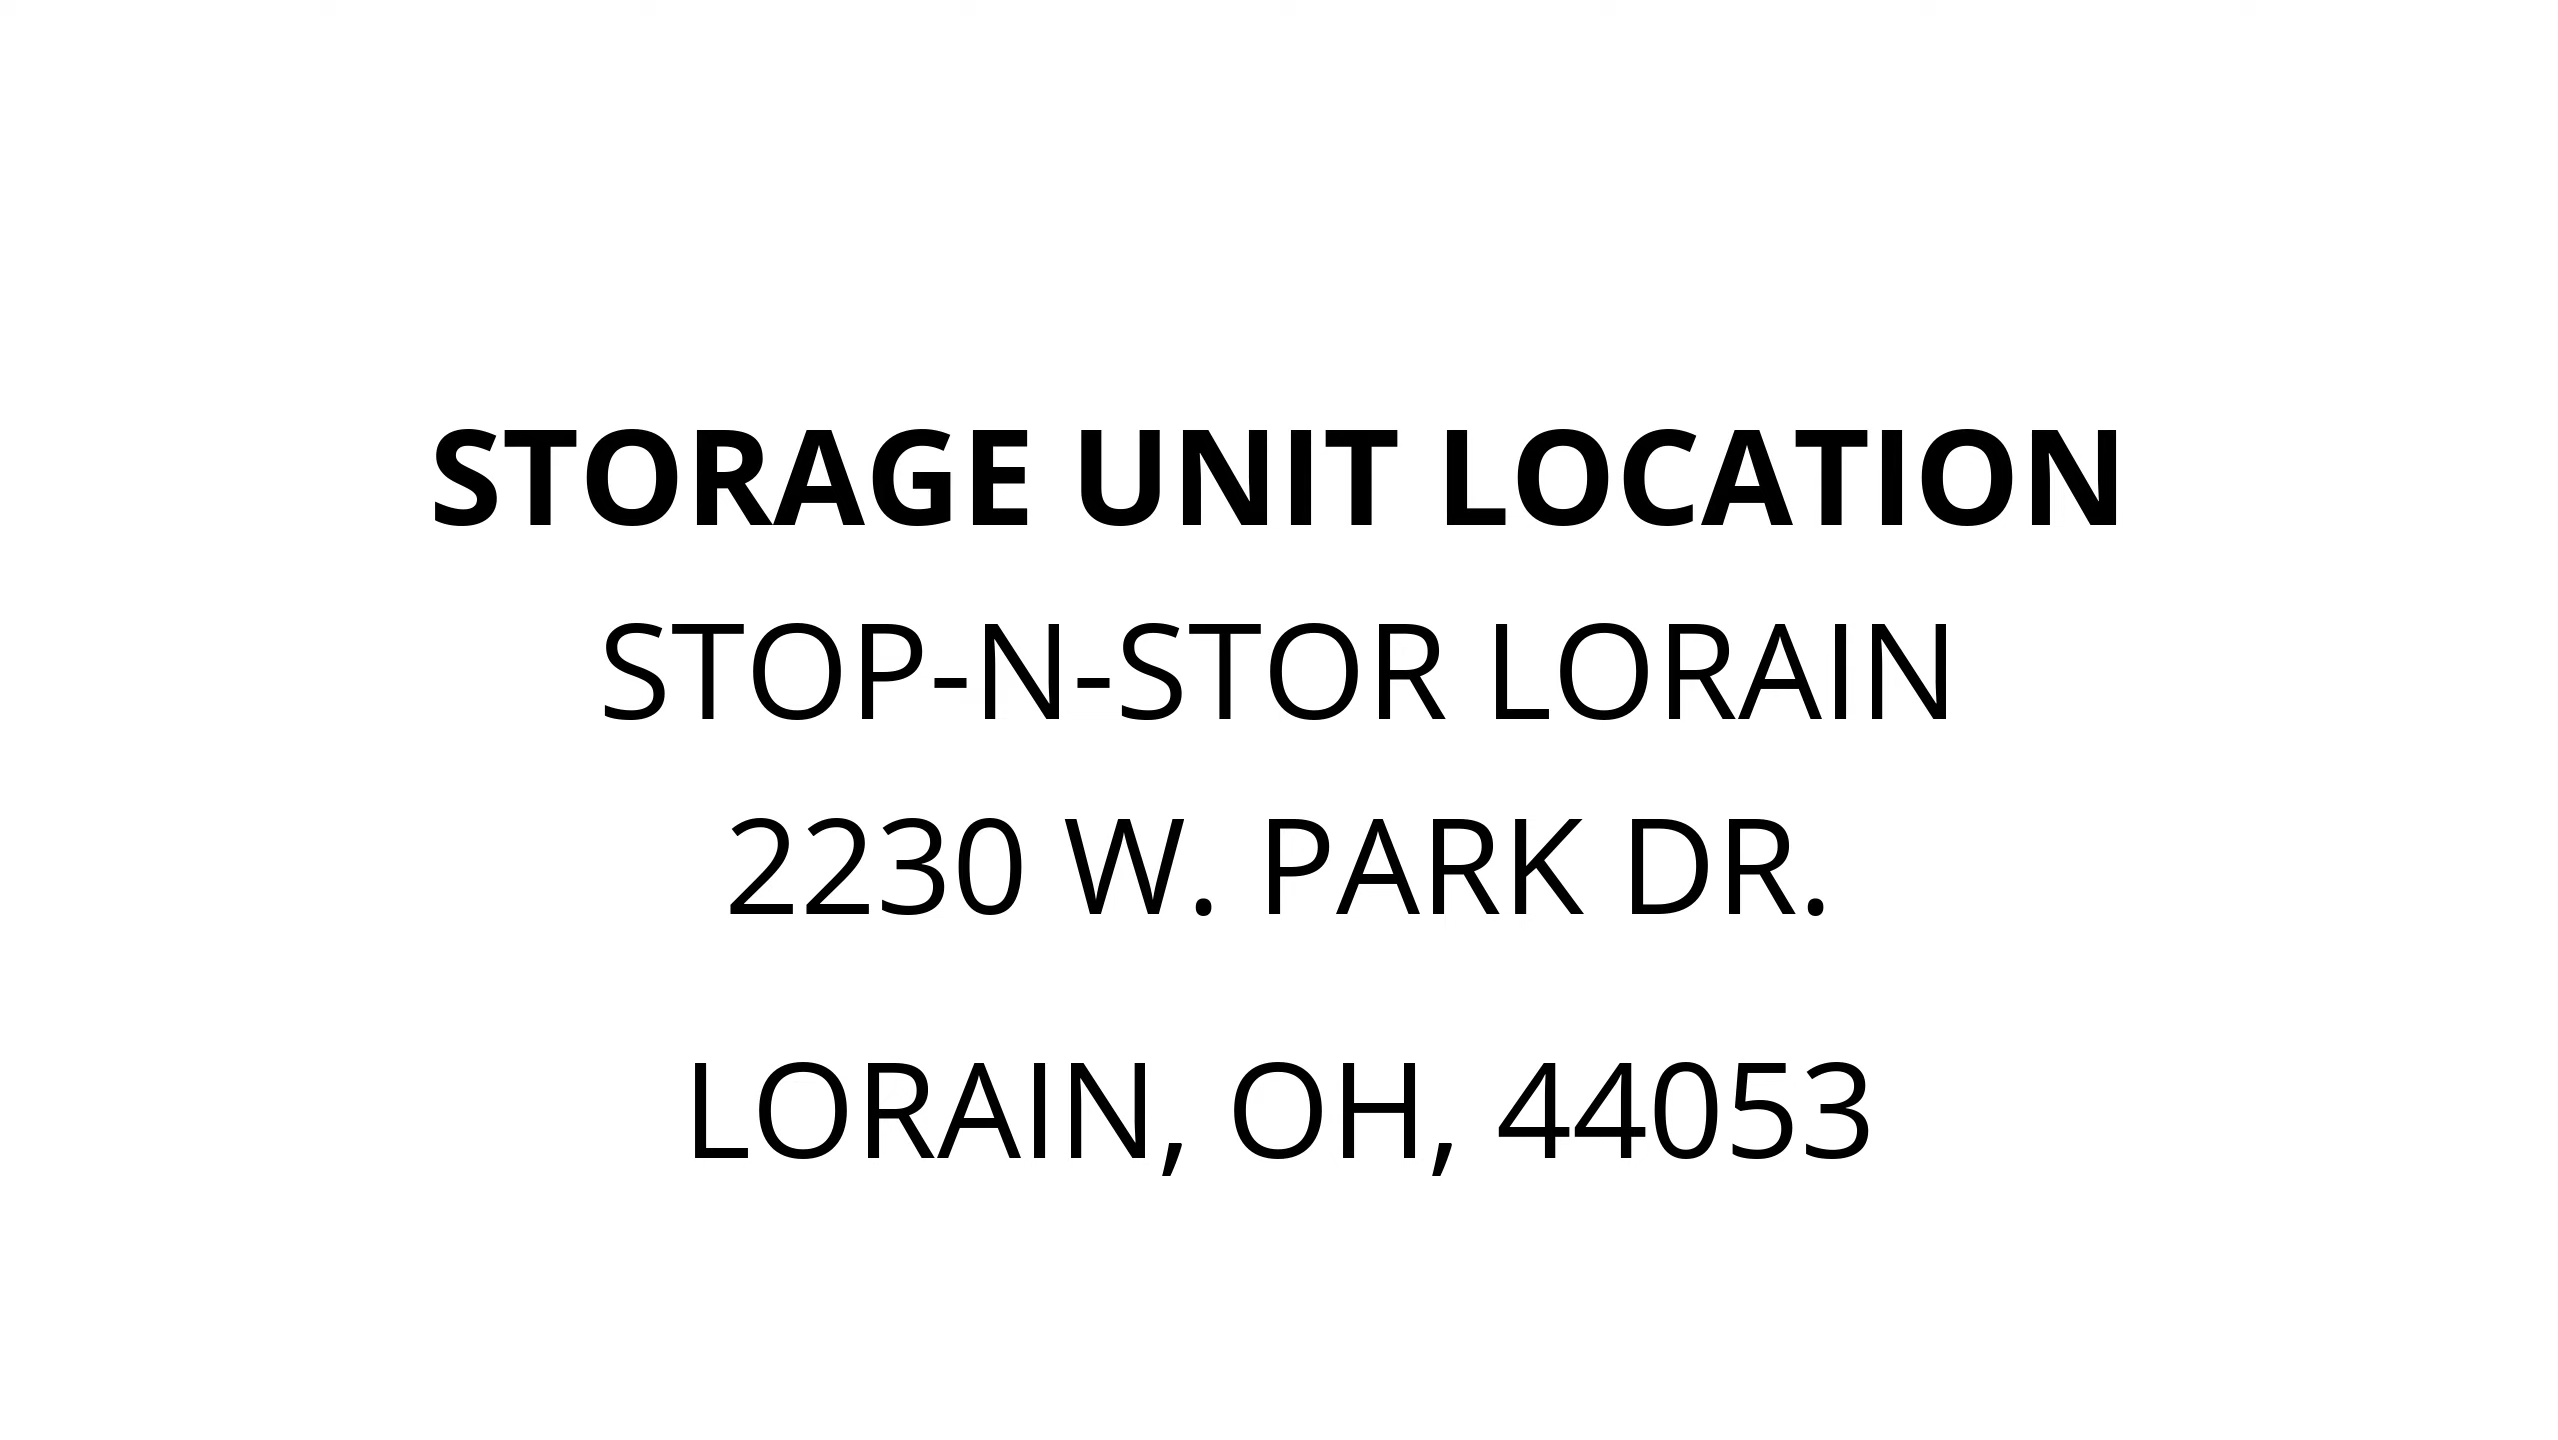 STORAGE UNIT LOCATION
STOP-N-STOR LORAIN
2230 W. PARK DR.
LORAIN, OH, 44053